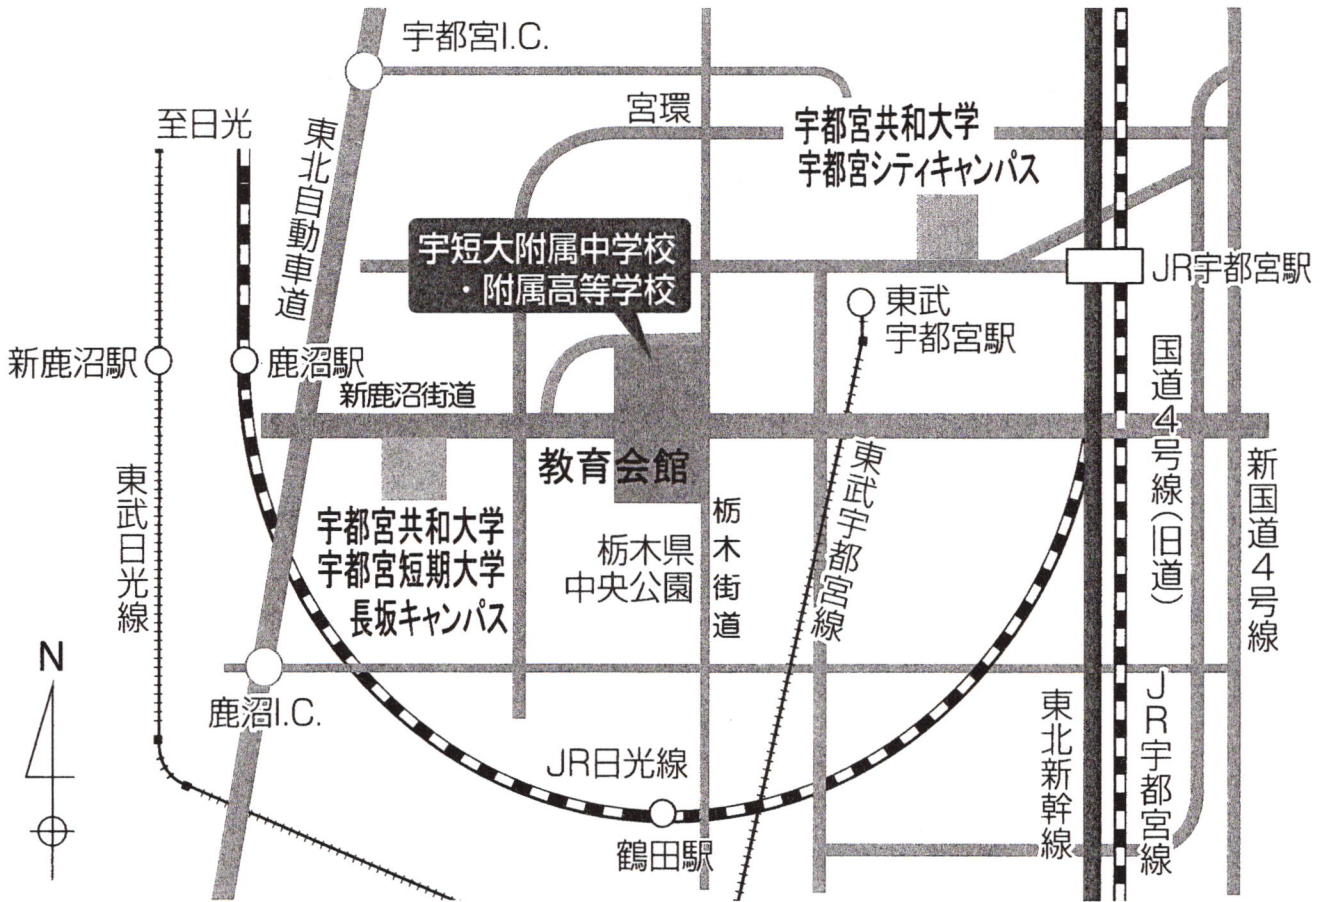 宇都宮I.C.
至日光
東北自動車道
宮環
宇都宮共和大学
宇都宮シティキャンパス
宇短大附属中学校
・附属高等学校
JR宇都宮駅
東武
宇都宮駅
新鹿沼駅
鹿沼駅
新鹿沼街道
国道4号線(旧道)
新国道4号線
教育会館
東武日光線
宇都宮共和大学
宇都宮短期大学
長坂キャンパス
栃木県
中央公園
栃木街道
東武宇都宮線
N
鹿沼I.C.
JR日光線
鶴田駅
東北新幹線
JR宇都宮線